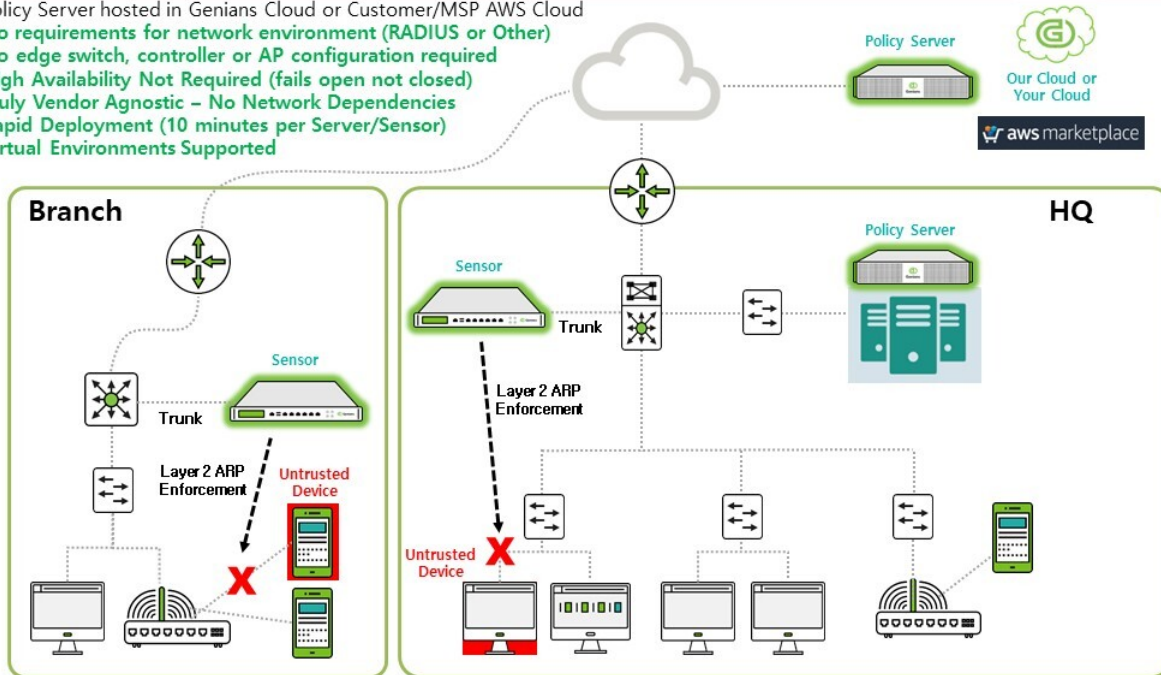 olicy Server hosted in Genians Cloud or Customer/MSP AWS Cloud
o requirements for network environment (RADIUS or Other)
o edge switch, controller or AP configuration required
igh Availability Not Required (fails open not closed)
uly Vendor Agnostic – No Network Dependencies
apid Deployment (10 minutes per Server/Sensor)
irtual Environments Supported
Policy Server
Our Cloud or
Your Cloud
aws marketplace
Branch
HQ
Policy Server
Sensor
Trunk
Layer 2 ARP
Enforcement
Sensor
Trunk
Layer 2 ARP
Enforcement
Untrusted
Device
X
Untrusted
Device
X